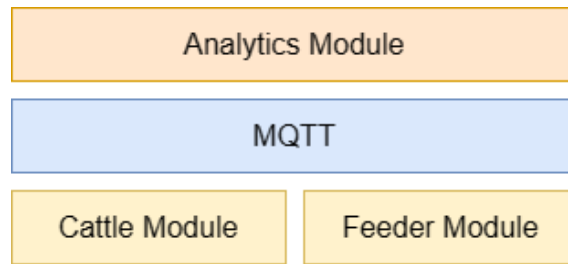 Analytics Module
MQTT
Cattle Module
Feeder Module